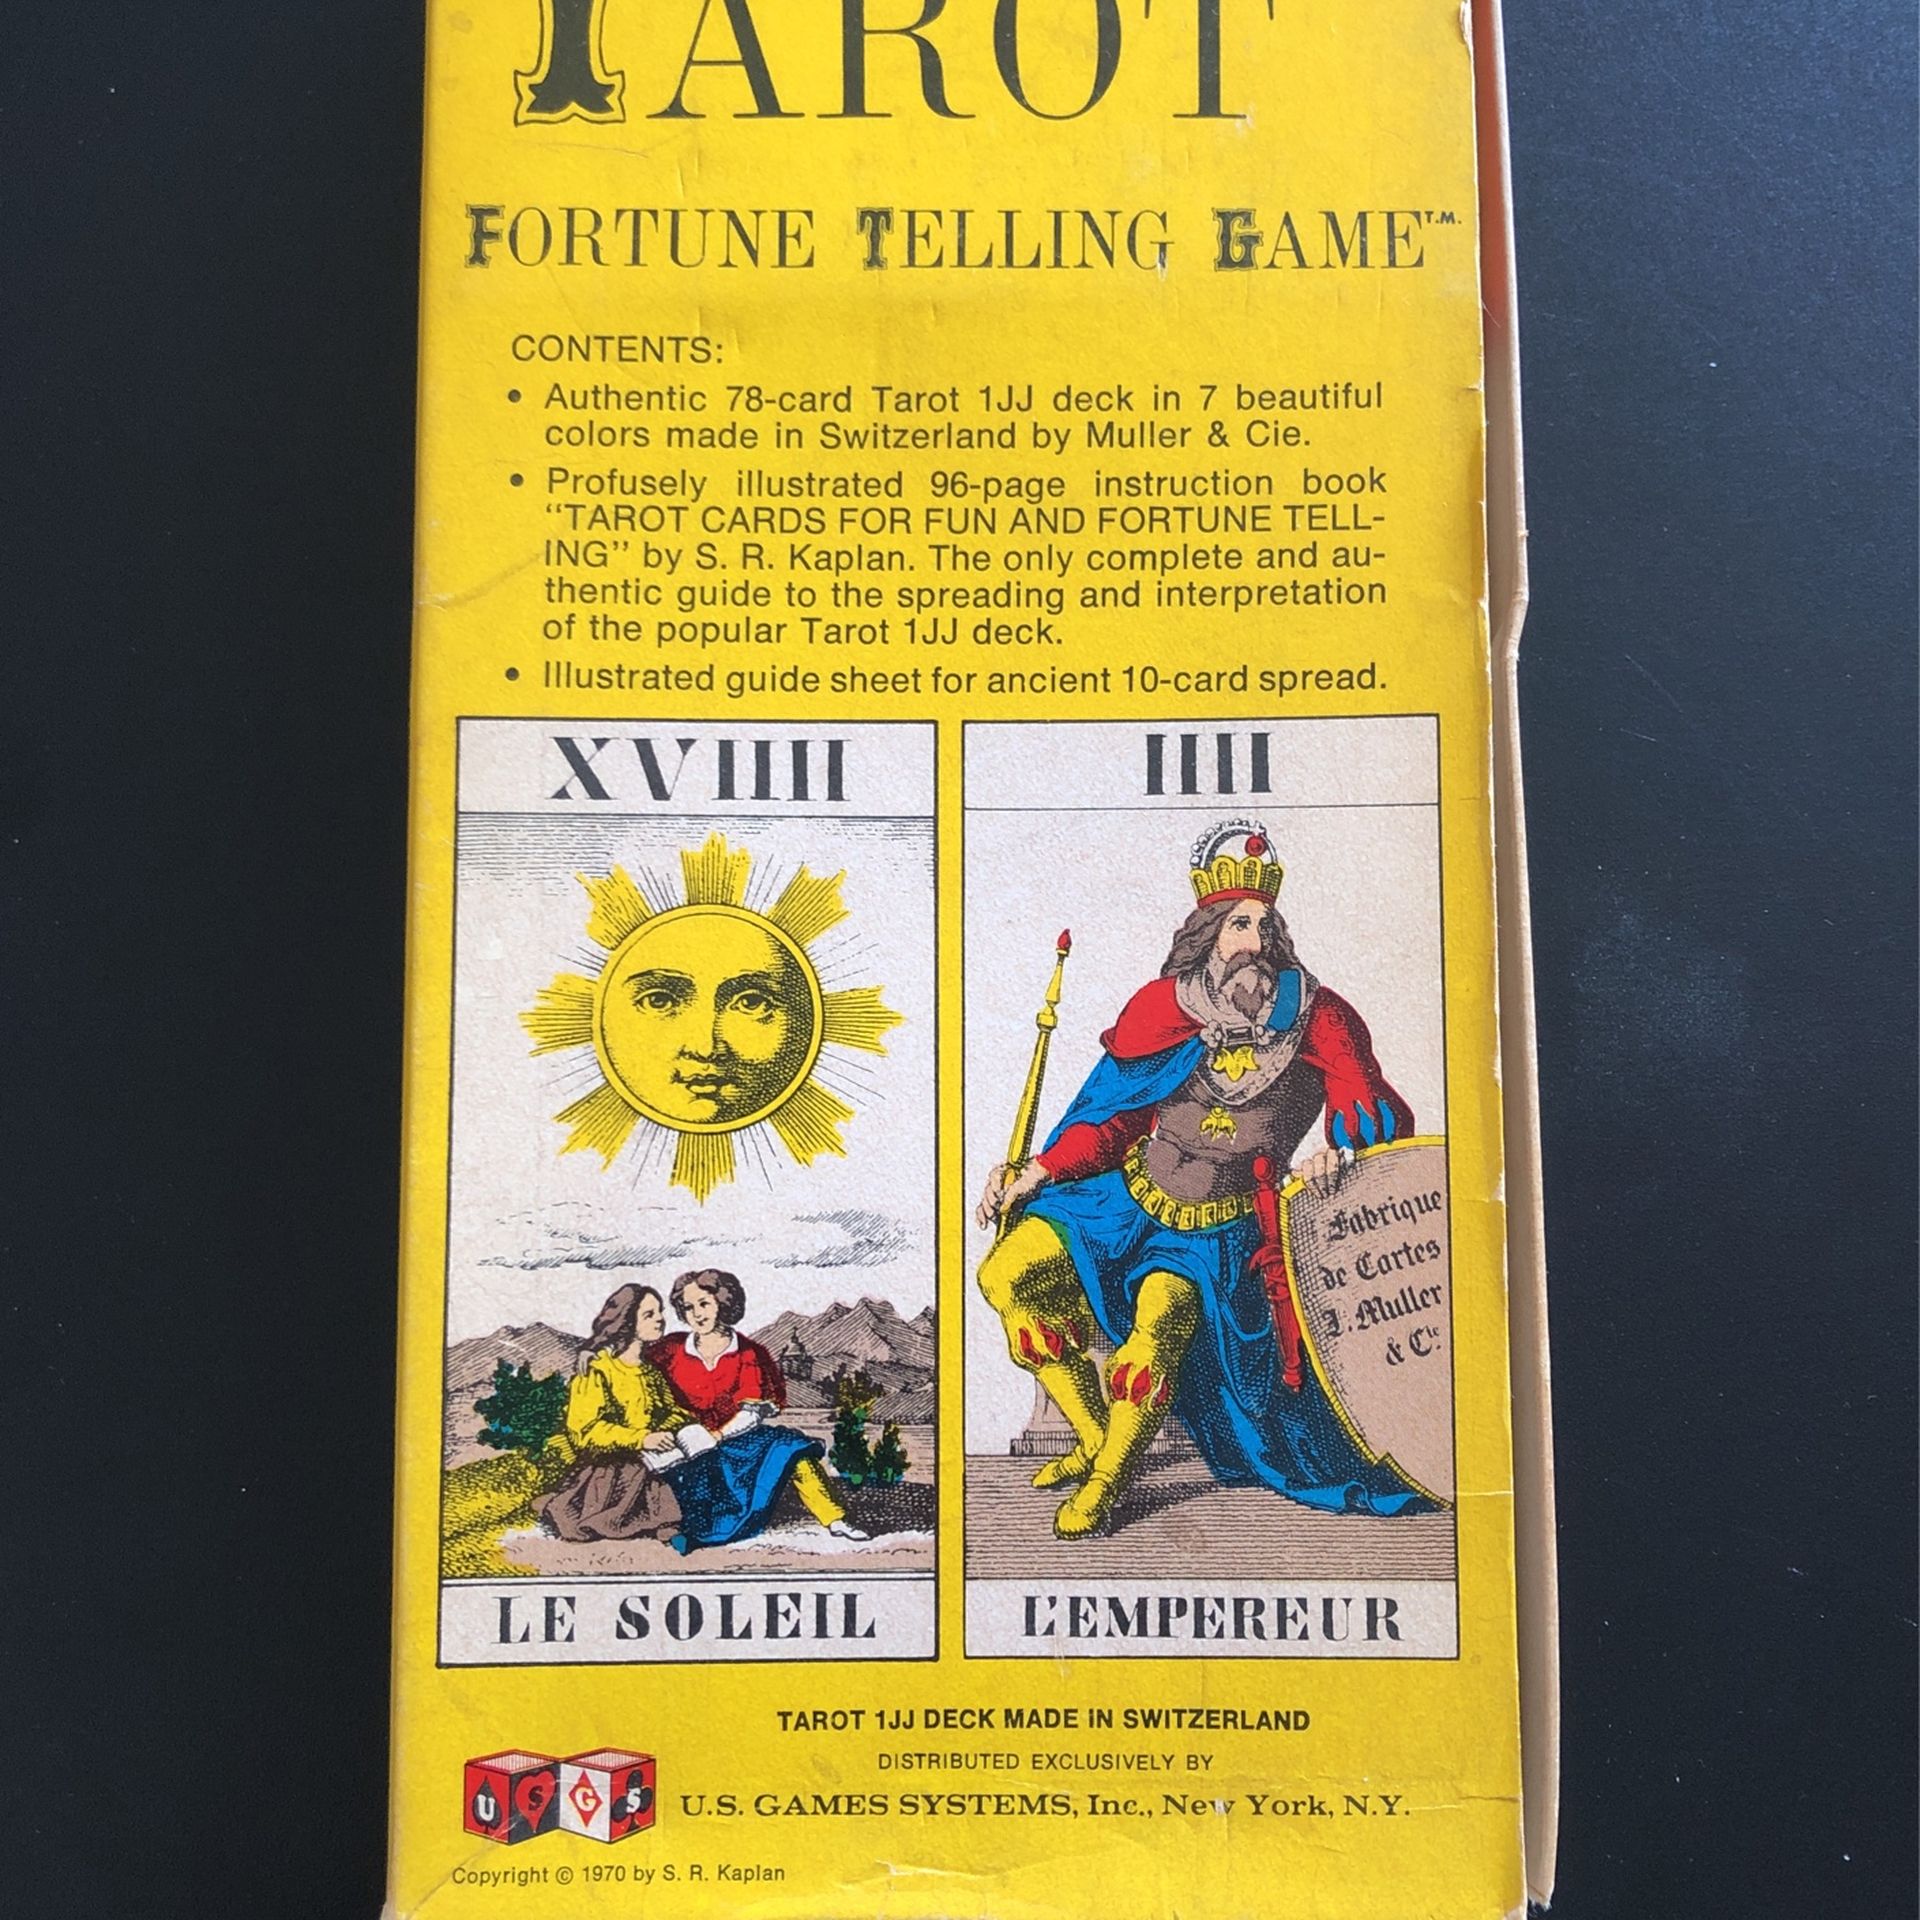 TAROT
FORTUNE TELLING GAME T.M.
CONTENTS:
• Authentic 78-card Tarot 1JJ deck in 7 beautiful
colors made in Switzerland by Muller & Cie.
• Profusely illustrated 96-page instruction book
"TAROT CARDS FOR FUN AND FORTUNE TELL-
ING" by S. R. Kaplan. The only complete and au-
thentic guide to the spreading and interpretation
of the popular Tarot 1JJ deck.
• Illustrated guide sheet for ancient 10-card spread.
XVIIII
LE SOLEIL
IIII
Fabrique
de Cartes
J. Muller
& Cie.
L'EMPEREUR
TAROT 1JJ DECK MADE IN SWITZERLAND
DISTRIBUTED EXCLUSIVELY BY
USGS
U.S. GAMES SYSTEMS, Inc., New York, N.Y.
Copyright © 1970 by S. R. Kaplan